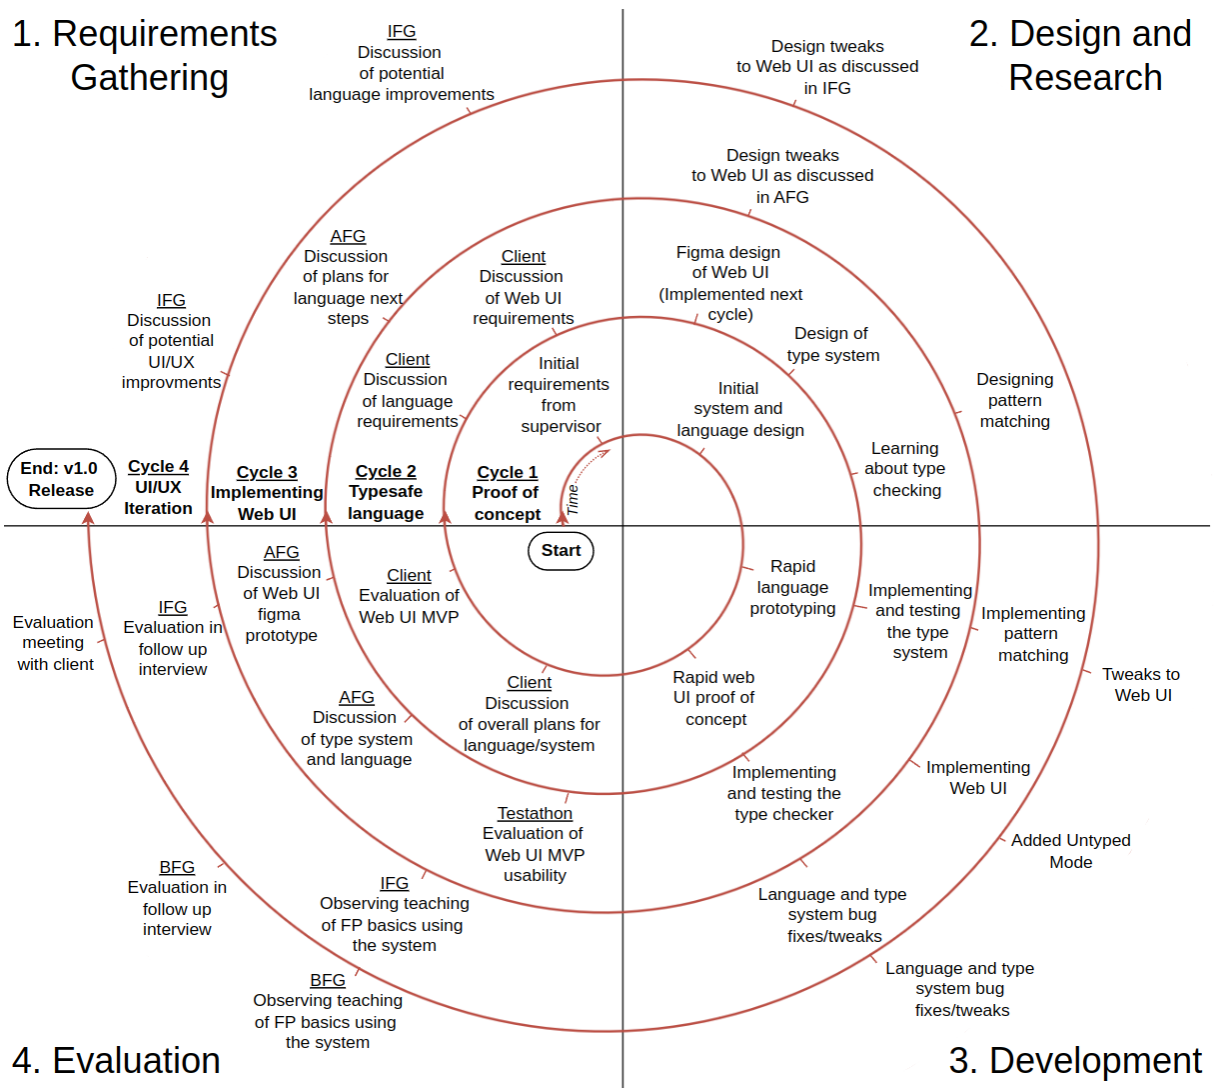 1. Requirements
Gathering
2. Design and
Research
IFG
Discussion
of potential
language improvements
Design tweaks
to Web UI as discussed
in IFG
Design tweaks
to Web UI as discussed
in AFG
AFG
Discussion
of plans for
language next
steps
Client
Discussion
of Web UI
requirements
Figma design
of Web UI
(Implemented next
cycle)
IFG
Discussion
of potential
UI/UX
improvments
Design of
type system
Client
Discussion
of language
requirements
Initial
requirements
from
supervisor
Initial
system and
language design
Designing
pattern
matching
Learning
about type
checking
End: v1.0
Release
Cycle 4
UI/UX
Iteration
Cycle 3
Implementing
Web UI
Cycle 2
Typesafe
language
Cycle 1
Proof of
concept
Time
Start
AFG
Discussion
of Web UI
figma
prototype
Client
Evaluation of
Web UI MVP
Rapid
language
prototyping
Implementing
and testing
the type
system
Implementing
pattern
matching
Evaluation
meeting
with client
IFG
Evaluation in
follow up
interview
Tweaks to
Web UI
AFG
Discussion
of type system
and language
Client
Discussion
of overall plans for
language/system
Rapid web
UI proof of
concept
Implementing
and testing the
type checker
Implementing
Web UI
Testathon
Evaluation of
Web UI MVP
usability
Added Untyped
Mode
BFG
Evaluation in
follow up
interview
IFG
Observing teaching
of FP basics using
the system
Language and type
system bug
fixes/tweaks
BFG
Observing teaching
of FP basics using
the system
Language and type
system bug
fixes/tweaks
4. Evaluation
3. Development